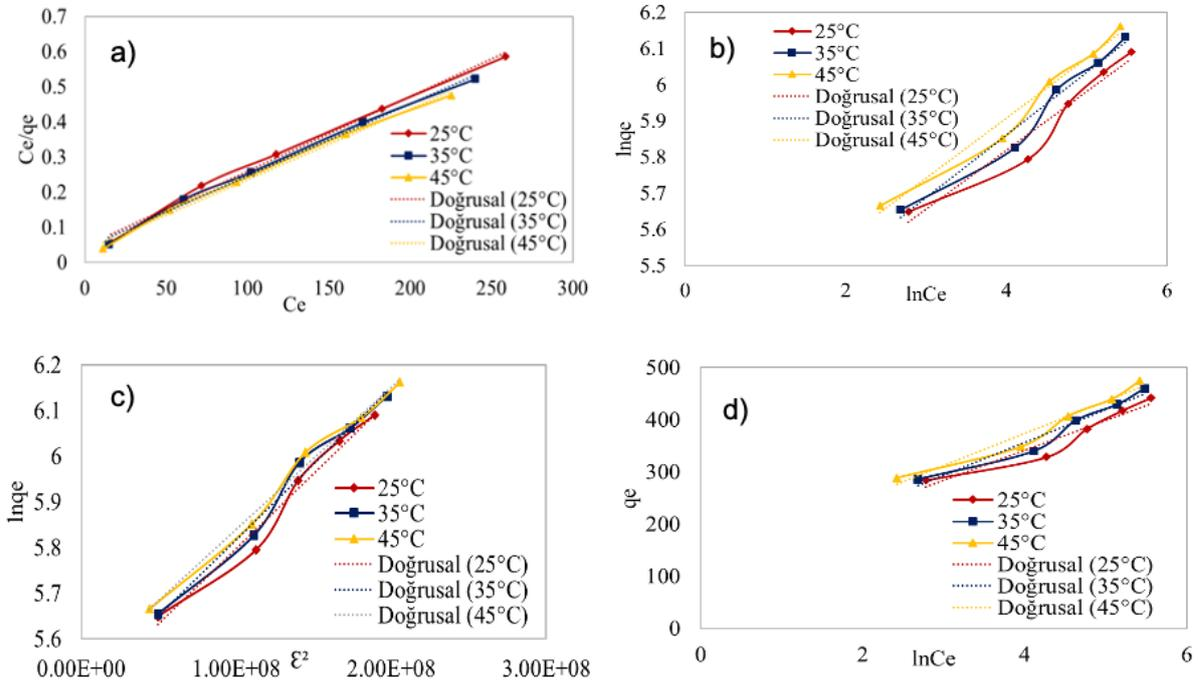 a)
0.7
0.6
0.5
0.4
0.3
0.2
0.1
0
Ce/qe
0 50 100 150 200 250 300
Ce
25°C
35°C
45°C
Doğrusal (25°C)
Doğrusal (35°C)
Doğrusal (45°C)
b)
6.2
6.1
6
5.9
5.8
5.7
5.6
5.5
lnqe
0 2 4 6
lnCe
25°C
35°C
45°C
Doğrusal (25°C)
Doğrusal (35°C)
Doğrusal (45°C)
c)
6.2
6.1
6
5.9
5.8
5.7
5.6
lnqe
0.00E+00 1.00E+08 2.00E+08 3.00E+08
Ɛ²
25°C
35°C
45°C
Doğrusal (25°C)
Doğrusal (35°C)
Doğrusal (45°C)
d)
500
400
300
200
100
0
qe
0 2 4 6
lnCe
25°C
35°C
45°C
Doğrusal (25°C)
Doğrusal (35°C)
Doğrusal (45°C)